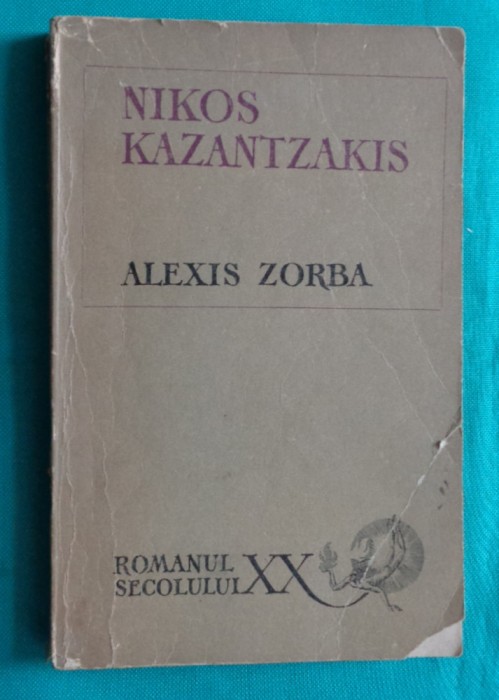 NIKOS
KAZANTZAKIS
ALEXIS ZORBA
ROMANUL
SECOLULUI XX